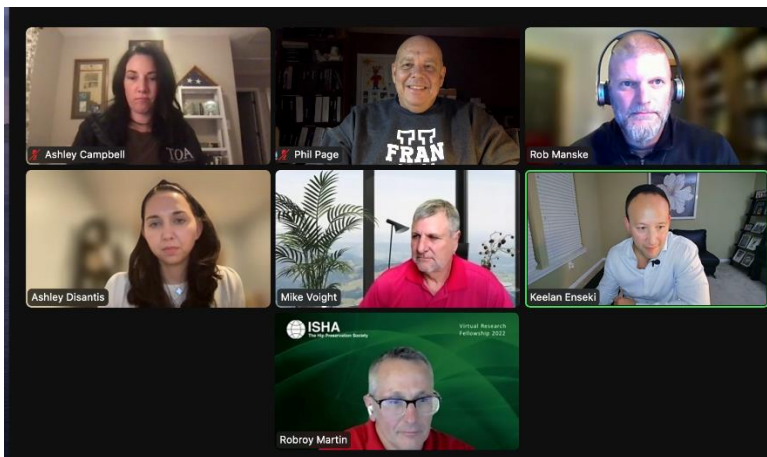 AOT
Ashley Campbell
FRAN
Phil Page
Rob Manske
Ashley Disantis
Mike Voight
Keelan Enseki
ISHA
The Hip Preservation Society
Virtual Research
Fellowship 2022
Robroy Martin